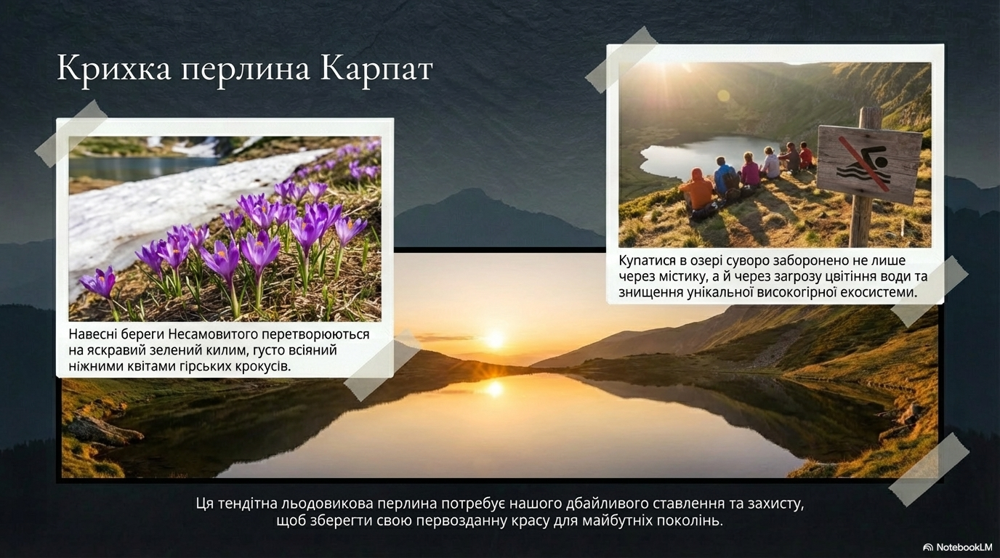 Крихка перлина Карпат
Навесні береги Несамовитого перетворюються
на яскравий зелений килим, густо всіяний
ніжними квітами гірських крокусів.
Купатися в озері суворо заборонено не лише
через містику, а й через загрозу цвітіння води та
знищення унікальної високогірної екосистеми.
Ця тендітна льодовикова перлина потребує нашого дбайливого ставлення та захисту,
щоб зберегти свою первозданну красу для майбутніх поколінь.
NotebookLM